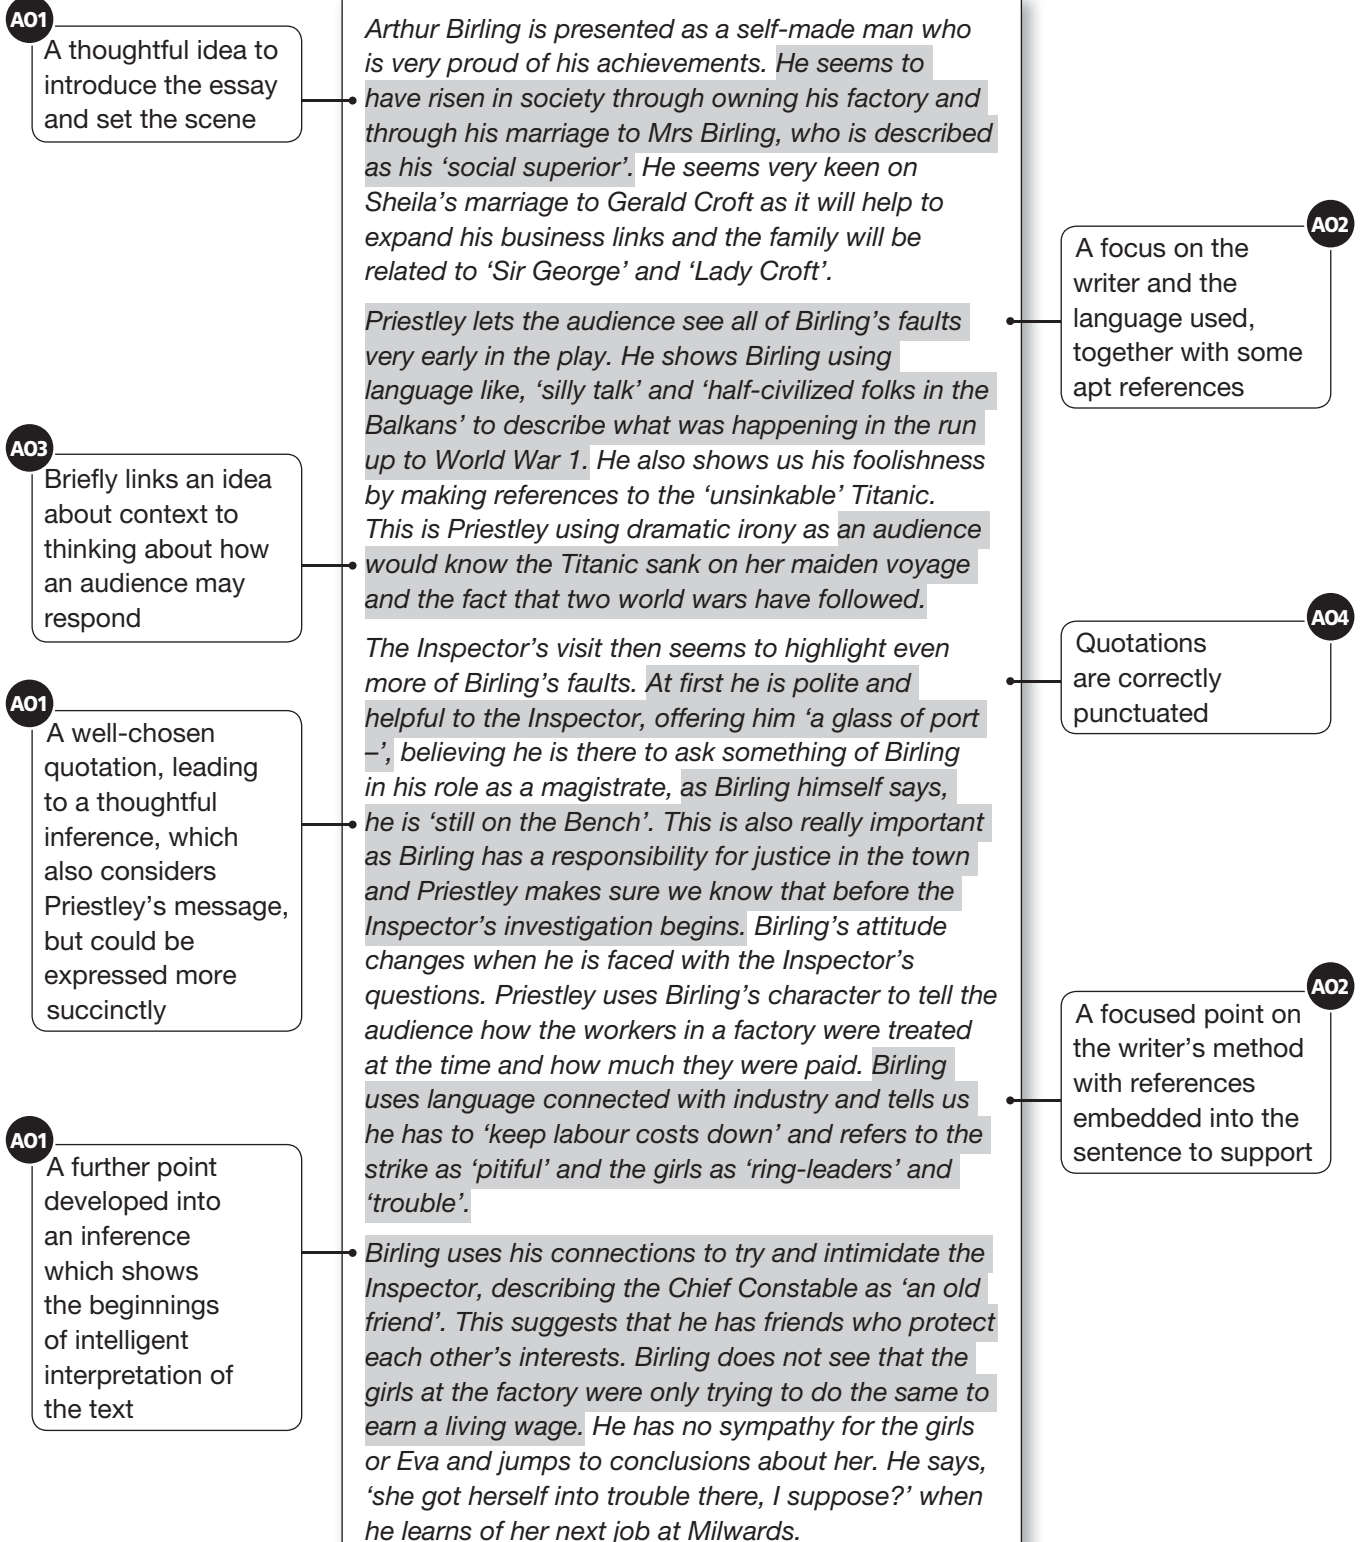 AO1
A thoughtful idea to
introduce the essay
and set the scene
Arthur Birling is presented as a self-made man who
is very proud of his achievements. He seems to
have risen in society through owning his factory and
through his marriage to Mrs Birling, who is described
as his ‘social superior’. He seems very keen on
Sheila’s marriage to Gerald Croft as it will help to
expand his business links and the family will be
related to ‘Sir George’ and ‘Lady Croft’.
AO2
A focus on the
writer and the
language used,
together with some
apt references
Priestley lets the audience see all of Birling’s faults
very early in the play. He shows Birling using
language like, ‘silly talk’ and ‘half-civilized folks in the
Balkans’ to describe what was happening in the run
up to World War 1. He also shows us his foolishness
by making references to the ‘unsinkable’ Titanic.
This is Priestley using dramatic irony as an audience
would know the Titanic sank on her maiden voyage
and the fact that two world wars have followed.
AO3
Briefly links an idea
about context to
thinking about how
an audience may
respond
AO4
Quotations
are correctly
punctuated
The Inspector’s visit then seems to highlight even
more of Birling’s faults. At first he is polite and
helpful to the Inspector, offering him ‘a glass of port
–’, believing he is there to ask something of Birling
in his role as a magistrate, as Birling himself says,
he is ‘still on the Bench’. This is also really important
as Birling has a responsibility for justice in the town
and Priestley makes sure we know that before the
Inspector’s investigation begins. Birling’s attitude
changes when he is faced with the Inspector’s
questions. Priestley uses Birling’s character to tell the
audience how the workers in a factory were treated
at the time and how much they were paid. Birling
uses language connected with industry and tells us
he has to ‘keep labour costs down’ and refers to the
strike as ‘pitiful’ and the girls as ‘ring-leaders’ and
‘trouble’.
AO1
A well-chosen
quotation, leading
to a thoughtful
inference, which
also considers
Priestley’s message,
but could be
expressed more
succinctly
AO2
A focused point on
the writer’s method
with references
embedded into the
sentence to support
AO1
A further point
developed into
an inference
which shows
the beginnings
of intelligent
interpretation of
the text
Birling uses his connections to try and intimidate the
Inspector, describing the Chief Constable as ‘an old
friend’. This suggests that he has friends who protect
each other’s interests. Birling does not see that the
girls at the factory were only trying to do the same to
earn a living wage. He has no sympathy for the girls
or Eva and jumps to conclusions about her. He says,
‘she got herself into trouble there, I suppose?’ when
he learns of her next job at Milwards.